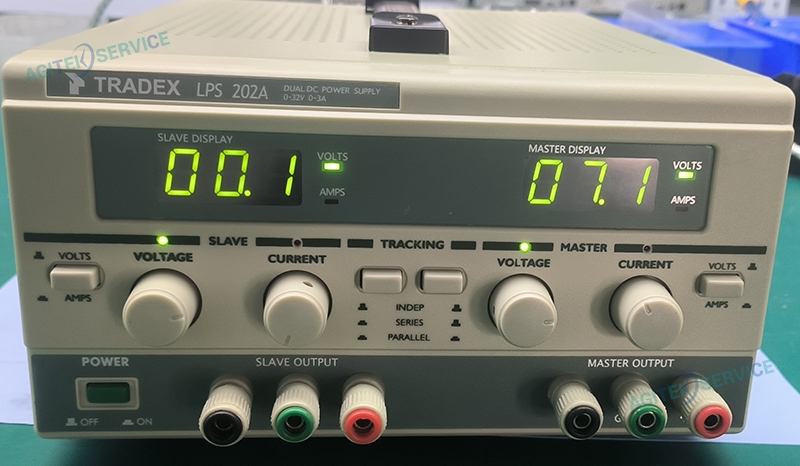 AGITEK SERVICE
TRADEX LPS 202A DUAL DC POWER SUPPLY
0-32V 0-3A
SLAVE DISPLAY
00.1
VOLTS
AMPS
MASTER DISPLAY
07.1
VOLTS
AMPS
SLAVE
TRACKING
MASTER
VOLTS
AMPS
VOLTAGE
CURRENT
VOLTAGE
CURRENT
VOLTS
AMPS
INDEP
SERIES
PARALLEL
POWER
OFF
ON
SLAVE OUTPUT
MASTER OUTPUT
AGITEK SERVICE